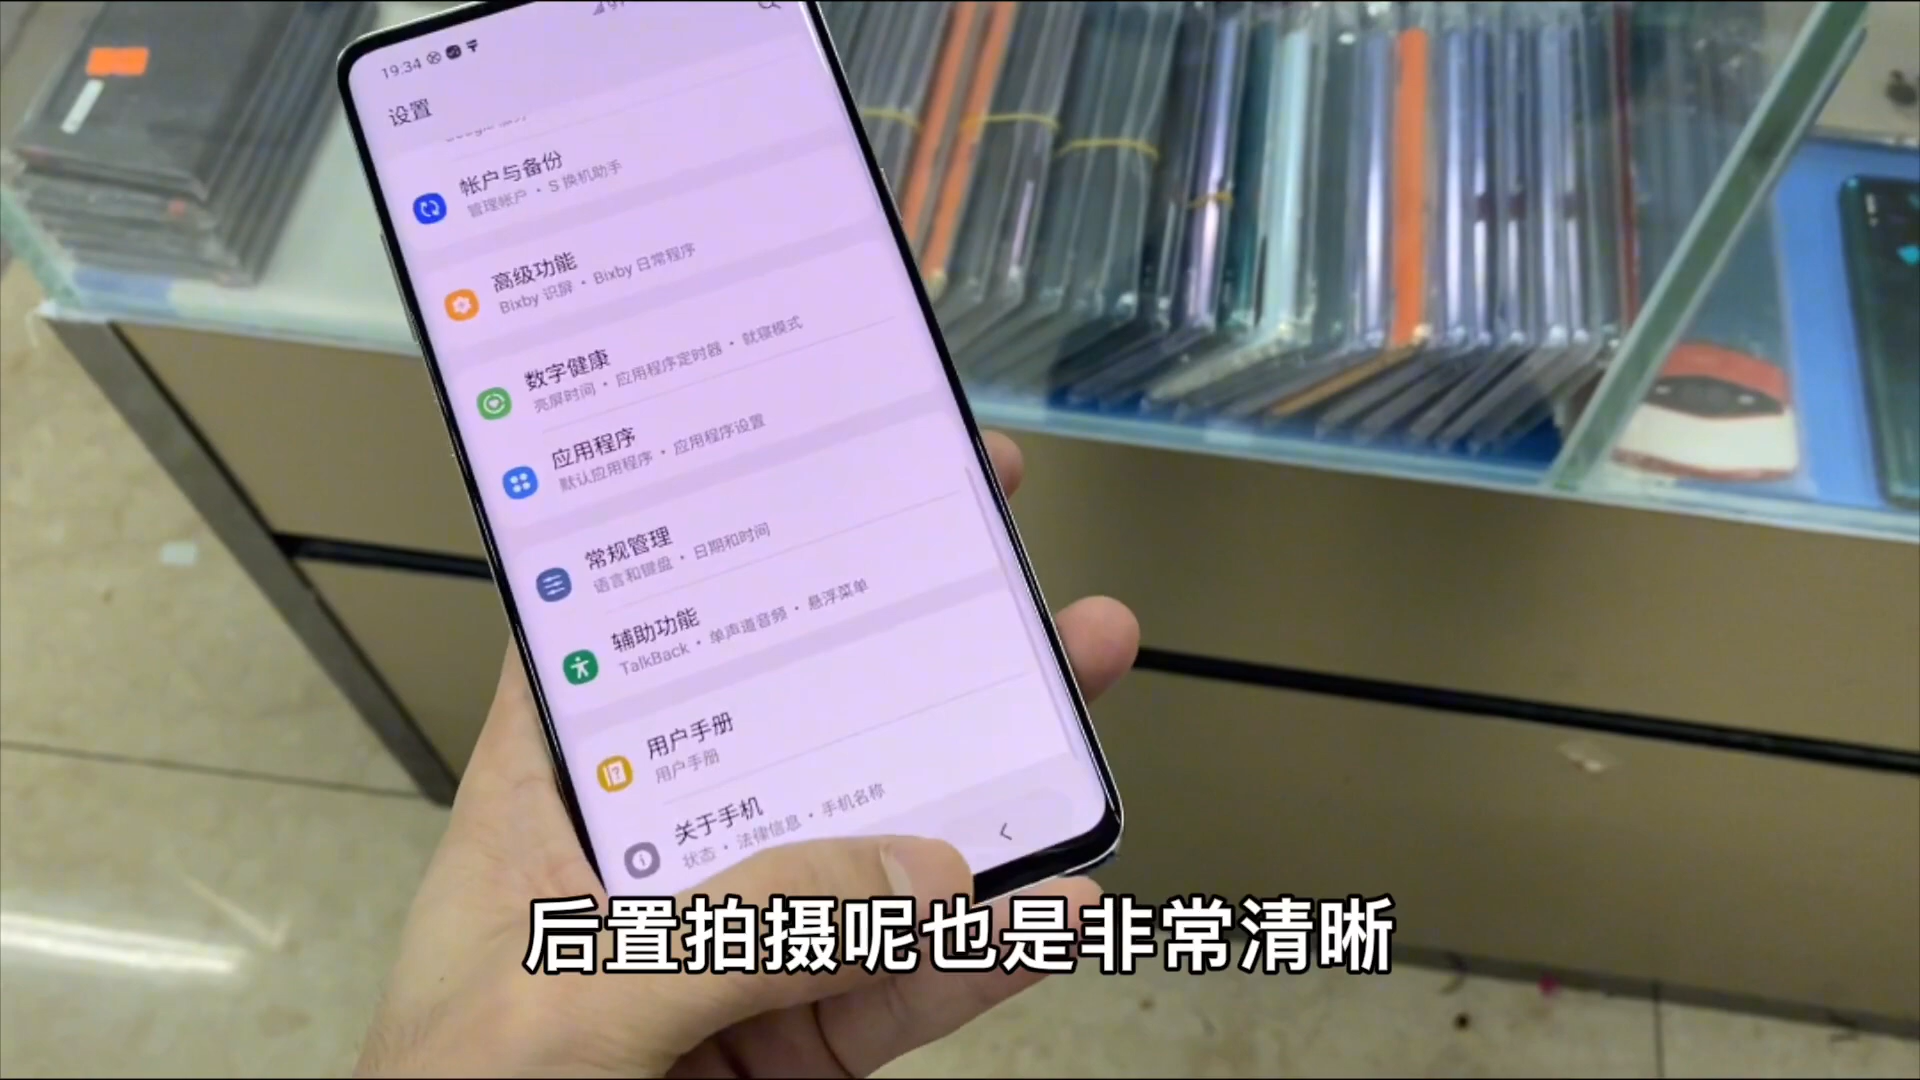 19:34
设置
帐户与备份
管理帐户 · S 换机助手
高级功能
Bixby 识屏 · Bixby 日常程序
数字健康
亮屏时间 · 应用程序定时器 · 就寝模式
应用程序
默认应用程序 · 应用程序设置
常规管理
语言和键盘 · 日期和时间
辅助功能
TalkBack · 单声道音频 · 悬浮菜单
用户手册
用户手册
关于手机
状态 · 法律信息 · 手机名称
后置拍摄呢也是非常清晰